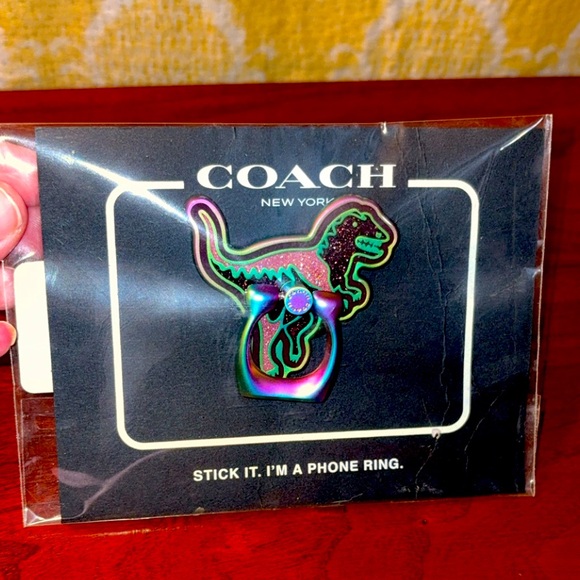 COACH
NEW YORK
STICK IT. I'M A PHONE RING.